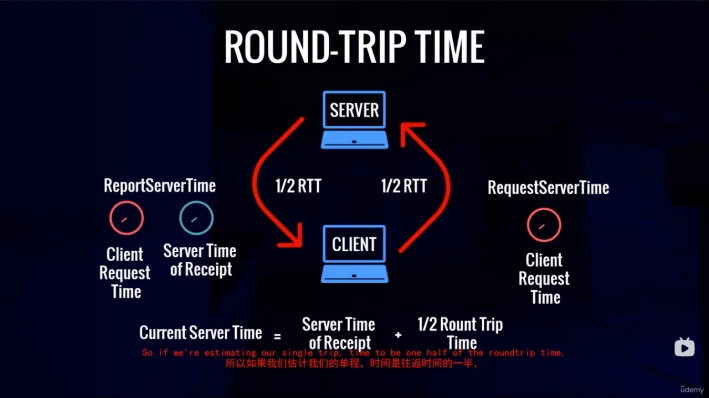 ROUND-TRIP TIME
SERVER
ReportServerTime
1/2 RTT
1/2 RTT
RequestServerTime
Client
Request
Time
Server Time
of Receipt
CLIENT
Client
Request
Time
Current Server Time = Server Time of Receipt + 1/2 Rount Trip Time
So if we're estimating our single trip, time to be one half of the roundtrip time,
所以如果我们估计我们的单程，时间是往返时间的一半，
ûdemy